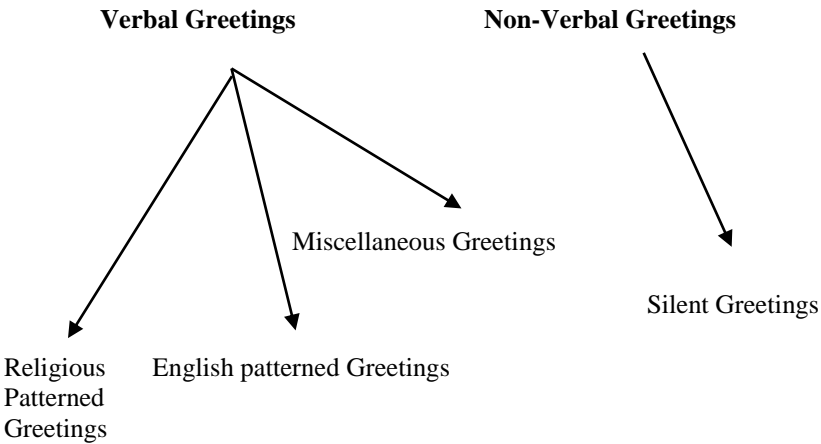 Verbal Greetings
Non-Verbal Greetings
Miscellaneous Greetings
Silent Greetings
Religious
Patterned
Greetings
English patterned Greetings